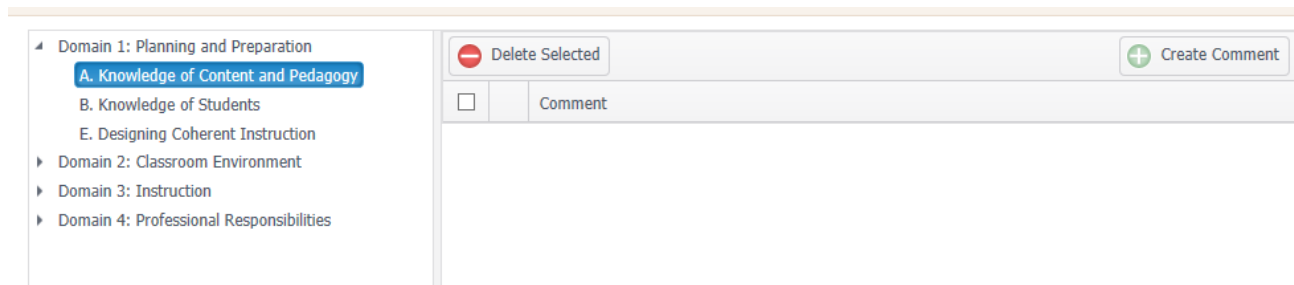 Domain 1: Planning and Preparation
A. Knowledge of Content and Pedagogy
B. Knowledge of Students
E. Designing Coherent Instruction
Domain 2: Classroom Environment
Domain 3: Instruction
Domain 4: Professional Responsibilities
Delete Selected
Create Comment
Comment